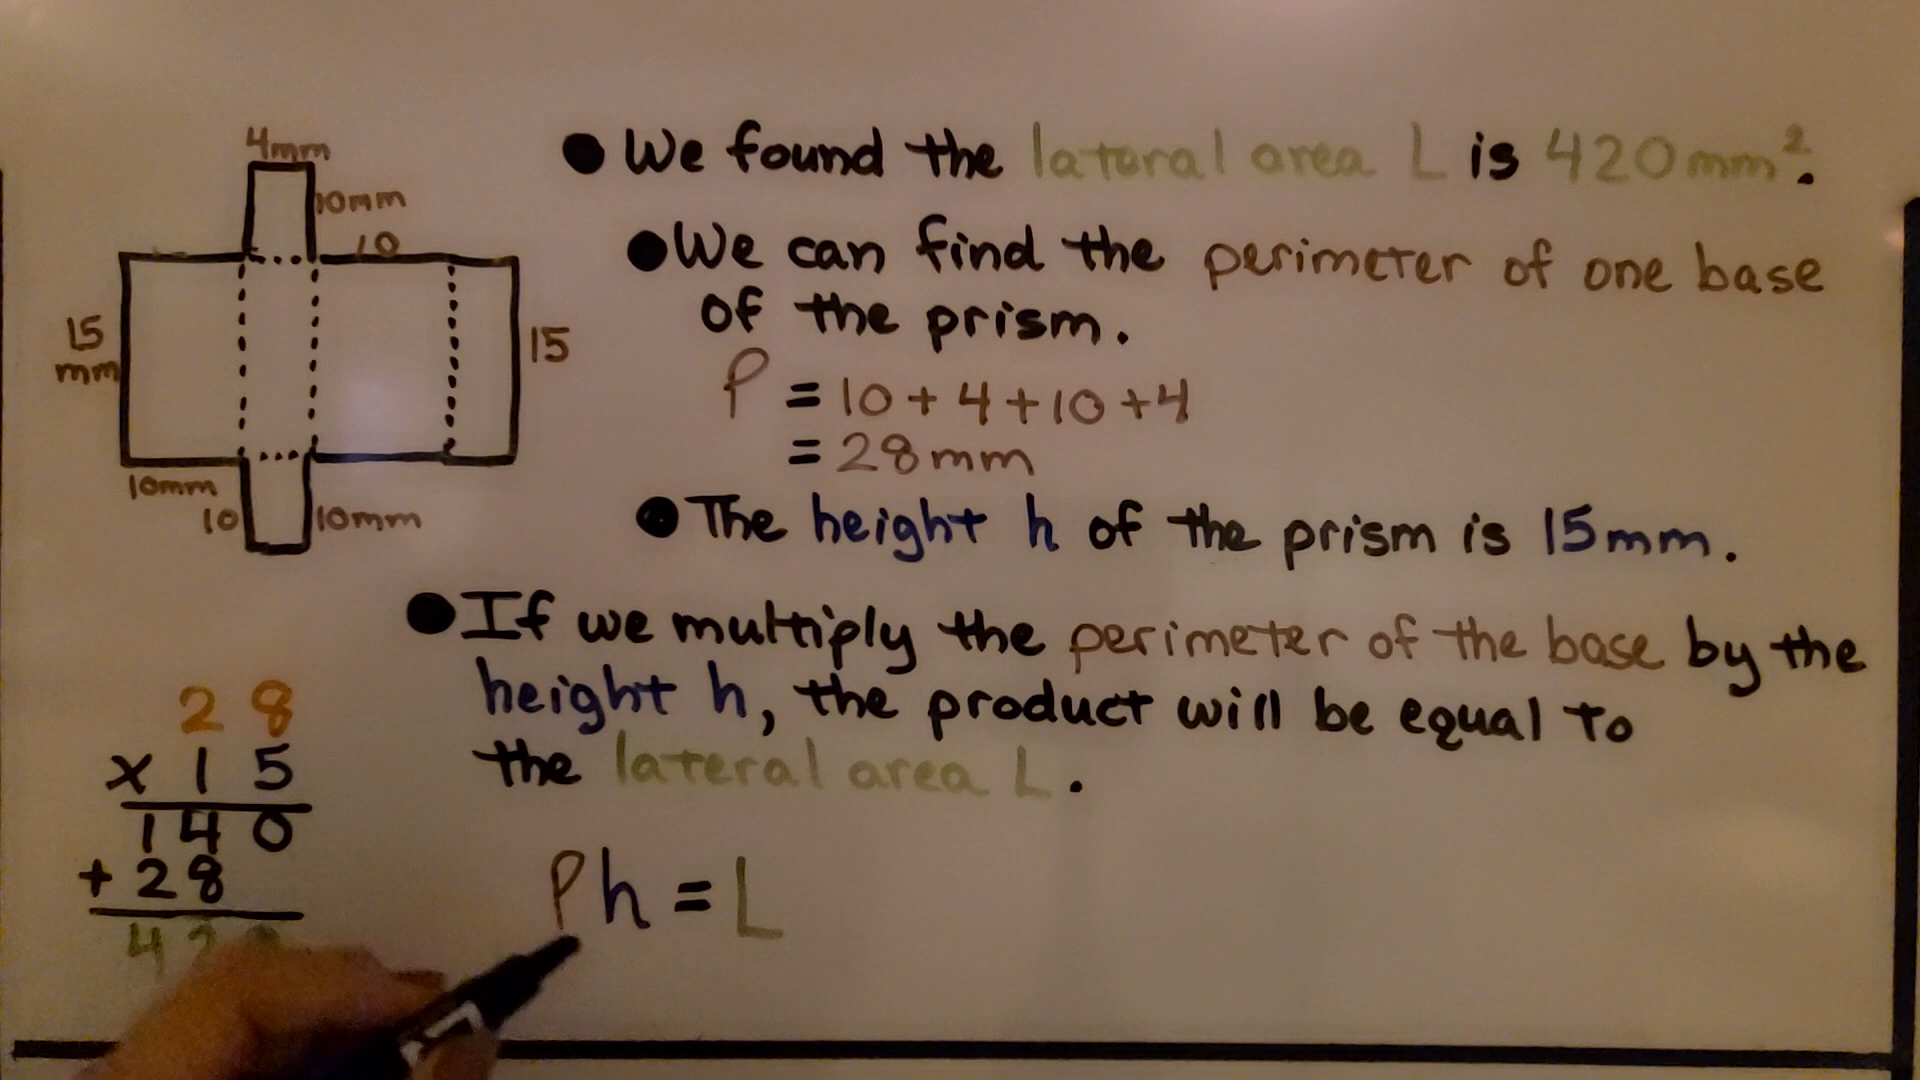 4mm
10mm
10
15
mm
15
10mm
10
10mm
● We found the lateral area L is 420mm².
● We can find the perimeter of one base
of the prism.
P = 10 + 4 + 10 + 4
= 28mm
● The height h of the prism is 15mm.
● If we multiply the perimeter of the base by the
height h, the product will be equal to
the lateral area L.
28
x 15
140
+ 28
4
Ph = L